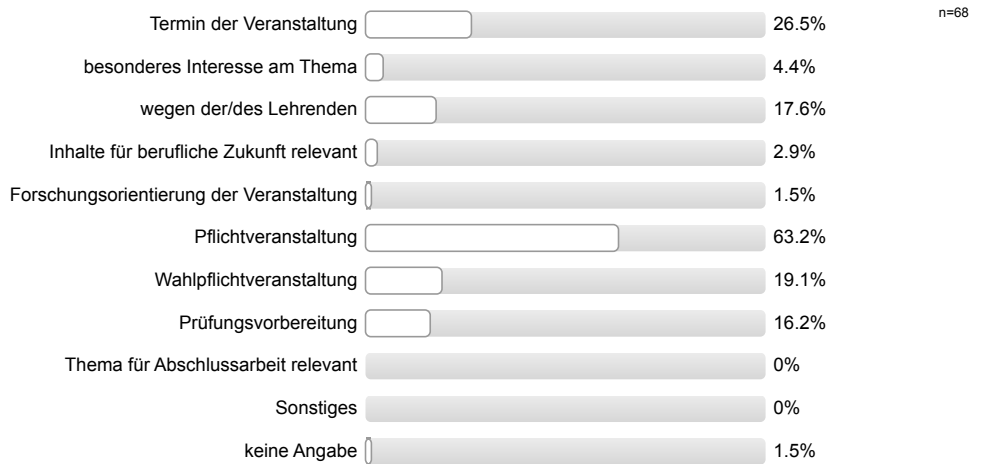 n=68
Termin der Veranstaltung 26.5%
besonderes Interesse am Thema 4.4%
wegen der/des Lehrenden 17.6%
Inhalte für berufliche Zukunft relevant 2.9%
Forschungsorientierung der Veranstaltung 1.5%
Pflichtveranstaltung 63.2%
Wahlpflichtveranstaltung 19.1%
Prüfungsvorbereitung 16.2%
Thema für Abschlussarbeit relevant 0%
Sonstiges 0%
keine Angabe 1.5%